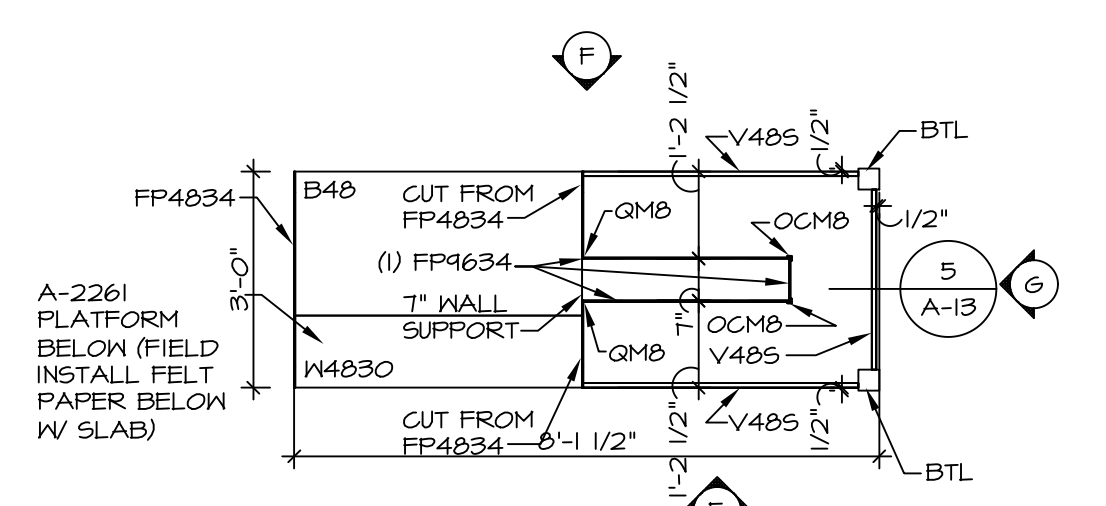 F
1'-2 1/2"
V48S
1/2"
BTL
FP4834
B48
CUT FROM
FP4834
QM8
OCM8
1/2"
(1) FP9634
3'-0"
5
A-13
G
A-2261
PLATFORM
BELOW (FIELD
INSTALL FELT
PAPER BELOW
W/ SLAB)
7" WALL
SUPPORT
7"
OCM8
V48S
QM8
W4830
CUT FROM
FP4834
8'-1 1/2"
1'-2 1/2"
V48S
1/2"
BTL